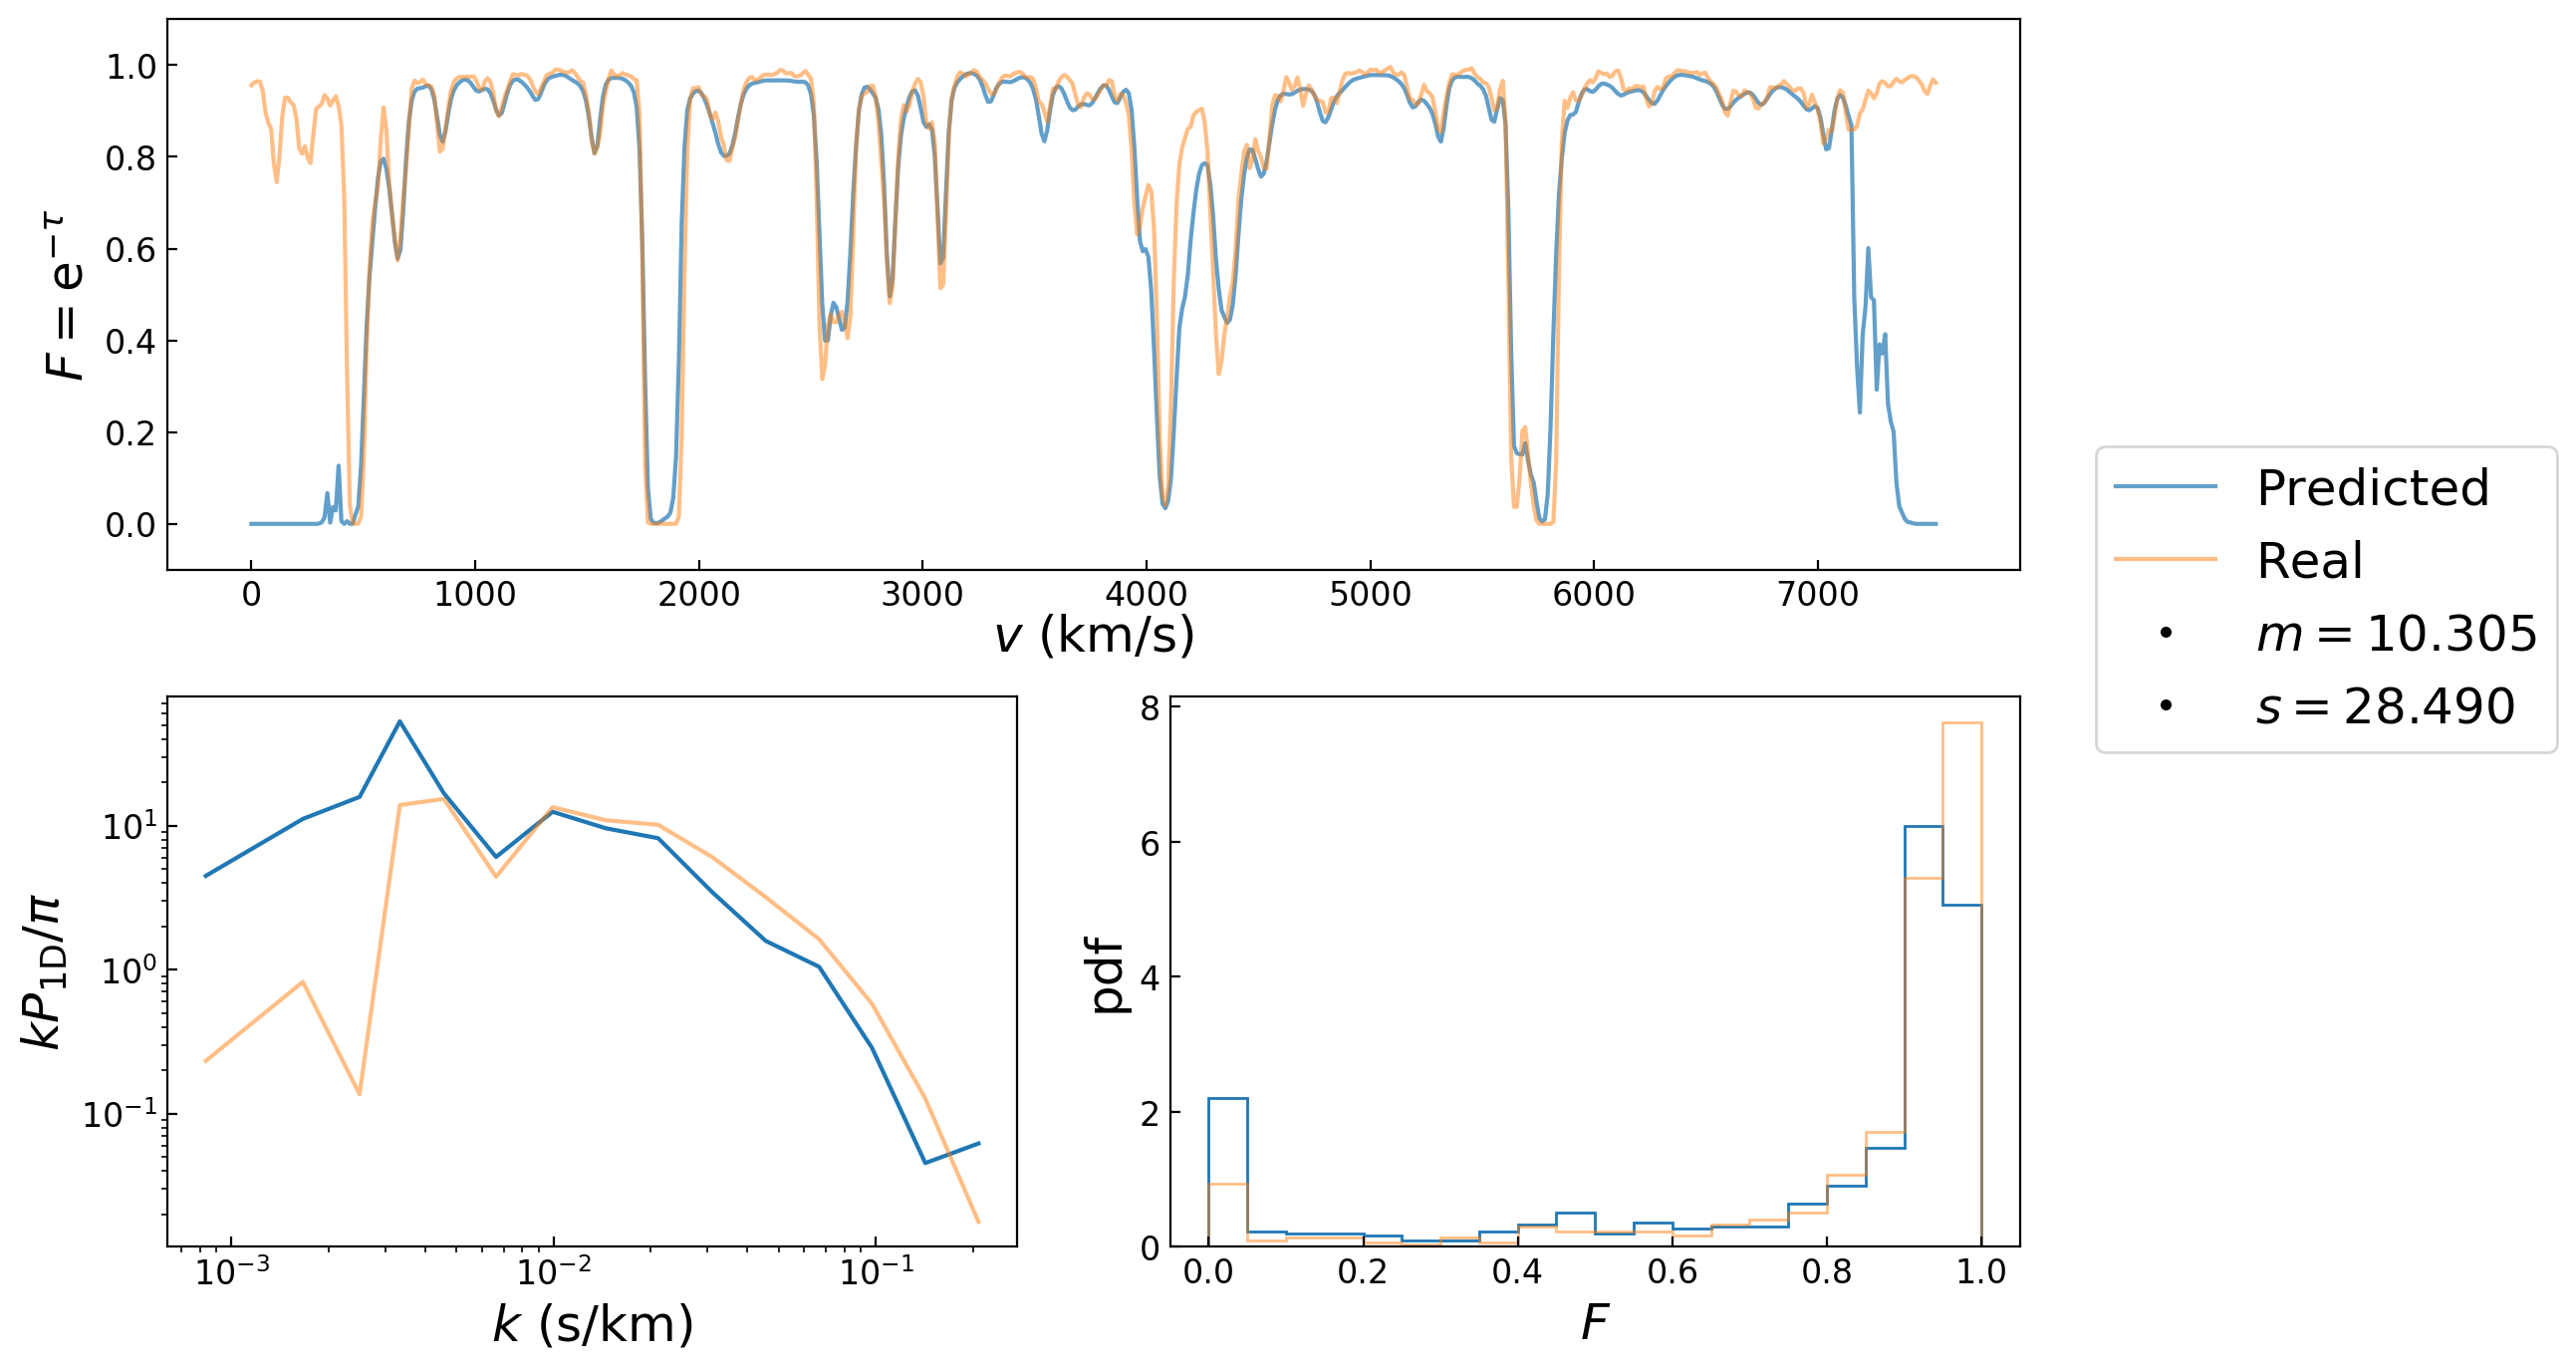 F = e^{-τ}
1.0
0.8
0.6
0.4
0.2
0.0
0 1000 2000 3000 4000 5000 6000 7000
v (km/s)
Predicted
Real
m = 10.305
s = 28.490
kP_{1D}/π
10^1
10^0
10^{-1}
10^{-3} 10^{-2} 10^{-1}
k (s/km)
pdf
8
6
4
2
0
0.0 0.2 0.4 0.6 0.8 1.0
F